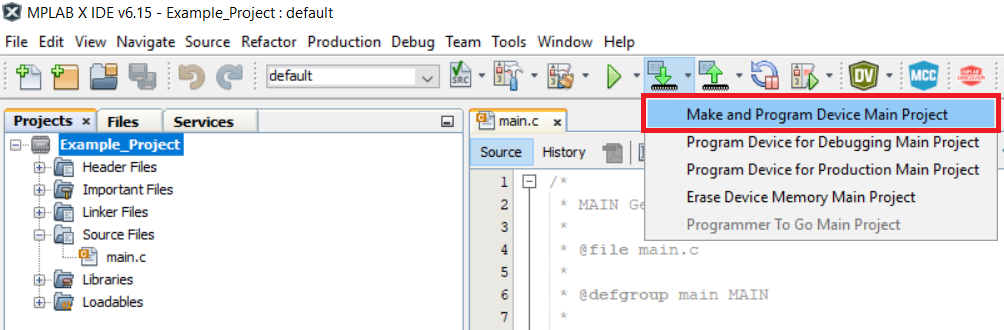 MPLAB X IDE v6.15 - Example_Project : default
File Edit View Navigate Source Refactor Production Debug Team Tools Window Help
default
SRC
DV
MCC
Projects × Files Services
main.c ×
Make and Program Device Main Project
Example_Project
Source History
Program Device for Debugging Main Project
Header Files
Program Device for Production Main Project
Important Files
1 /*
Erase Device Memory Main Project
Linker Files
2 * MAIN Ge
Programmer To Go Main Project
Source Files
3 *
main.c
4 * @file main.c
Libraries
5 *
Loadables
6 * @defgroup main MAIN
7 *